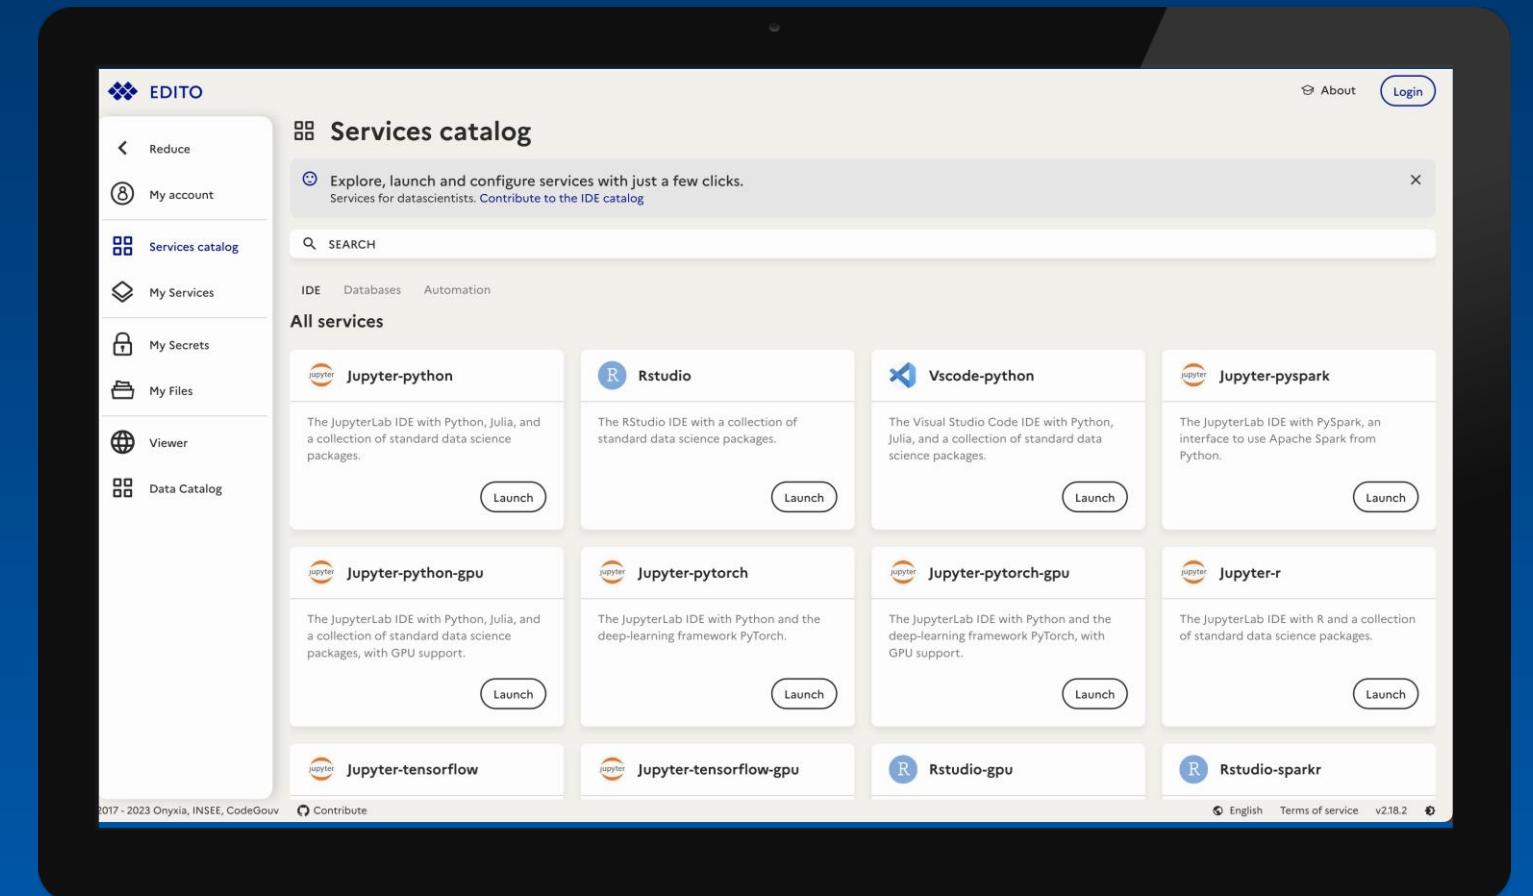 EDITO
About
Login
Reduce
My account
Services catalog
My Services
My Secrets
My Files
Viewer
Data Catalog
Services catalog
Explore, launch and configure services with just a few clicks.
Services for datascientists. Contribute to the IDE catalog
SEARCH
IDE Databases Automation
All services
jupyter Jupyter-python
The JupyterLab IDE with Python, Julia, and
a collection of standard data science
packages.
Launch
R Rstudio
The RStudio IDE with a collection of
standard data science packages.
Launch
Vscode-python
The Visual Studio Code IDE with Python,
Julia, and a collection of standard data
science packages.
Launch
jupyter Jupyter-pyspark
The JupyterLab IDE with PySpark, an
interface to use Apache Spark from
Python.
Launch
jupyter Jupyter-python-gpu
The JupyterLab IDE with Python, Julia, and
a collection of standard data science
packages, with GPU support.
Launch
jupyter Jupyter-pytorch
The JupyterLab IDE with Python and the
deep-learning framework PyTorch.
Launch
jupyter Jupyter-pytorch-gpu
The JupyterLab IDE with Python and the
deep-learning framework PyTorch, with
GPU support.
Launch
jupyter Jupyter-r
The JupyterLab IDE with R and a collection
of standard data science packages.
Launch
jupyter Jupyter-tensorflow
jupyter Jupyter-tensorflow-gpu
R Rstudio-gpu
R Rstudio-sparkr
2017 - 2023 Onyxia, INSEE, CodeGouv
Contribute
English Terms of service v2.18.2